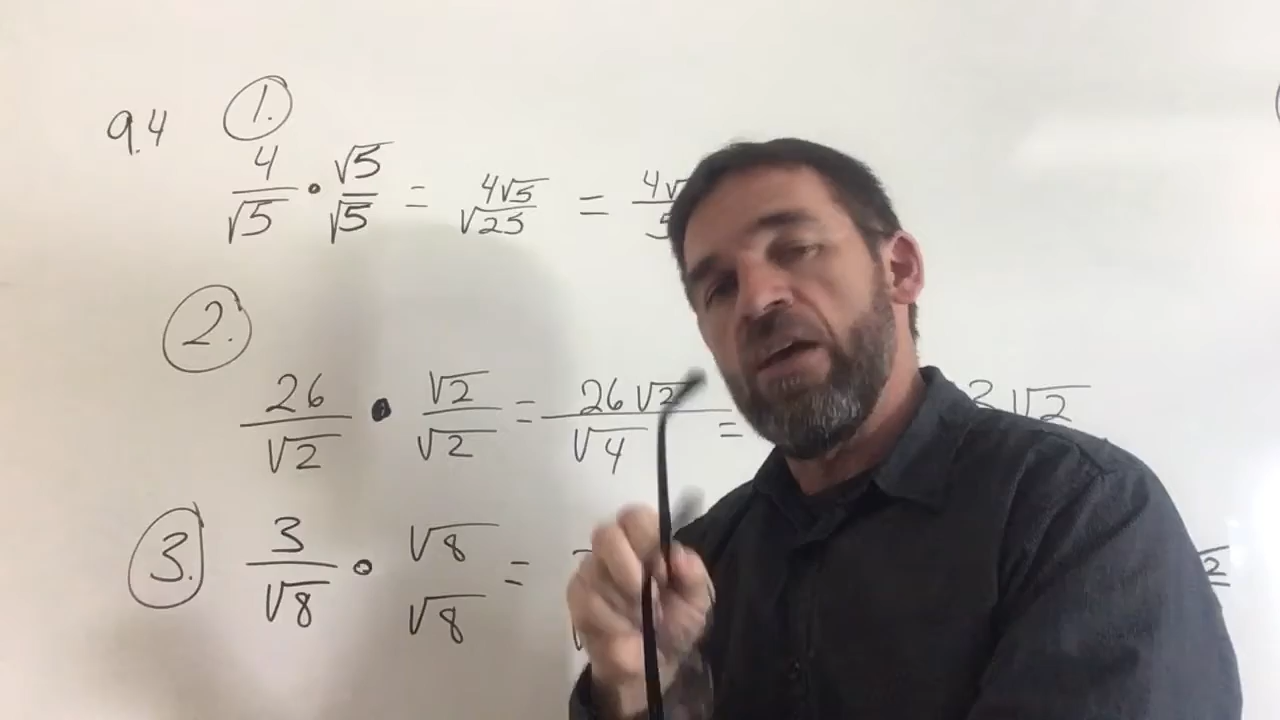 9.4 1.
4/√5 • √5/√5 = 4√5/√25 = 4√/5
2.
26/√2 • √2/√2 = 26√2/√4 = √2
3. 3/√8 • √8/√8 =